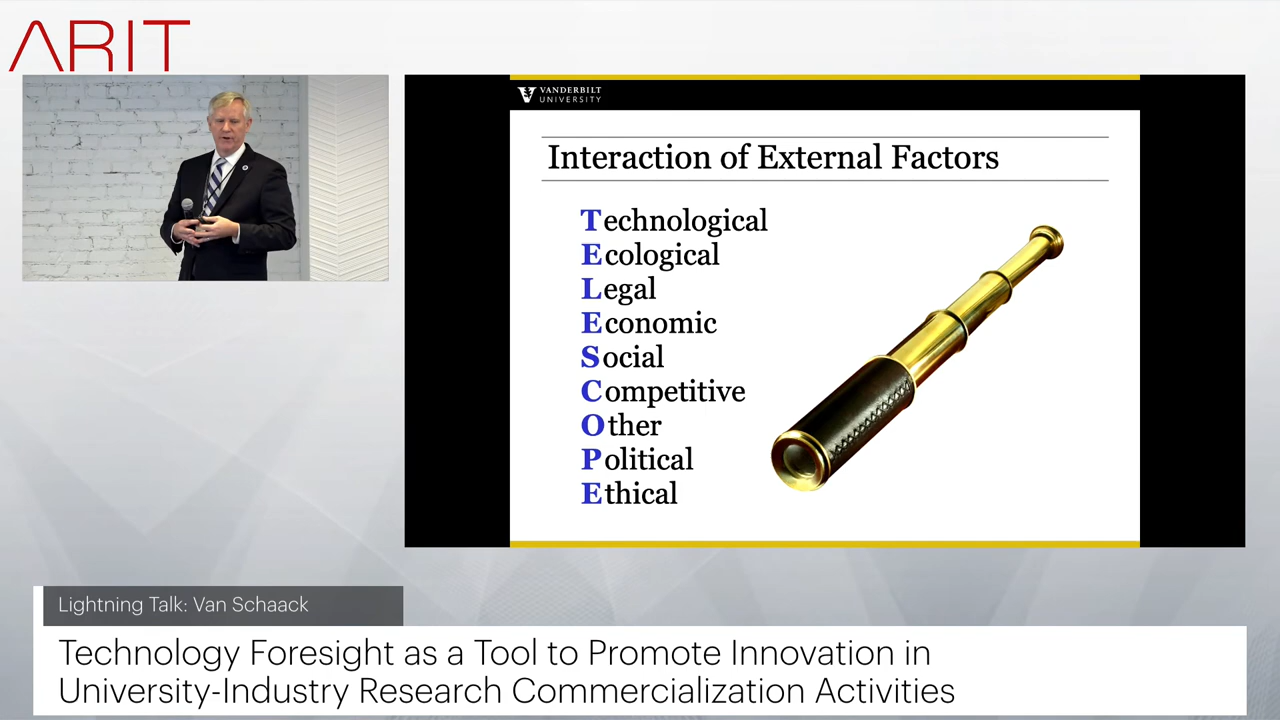 ARIT
VANDERBILT
UNIVERSITY
Interaction of External Factors
Technological
Ecological
Legal
Economic
Social
Competitive
Other
Political
Ethical
Lightning Talk: Van Schaack
Technology Foresight as a Tool to Promote Innovation in
University-Industry Research Commercialization Activities